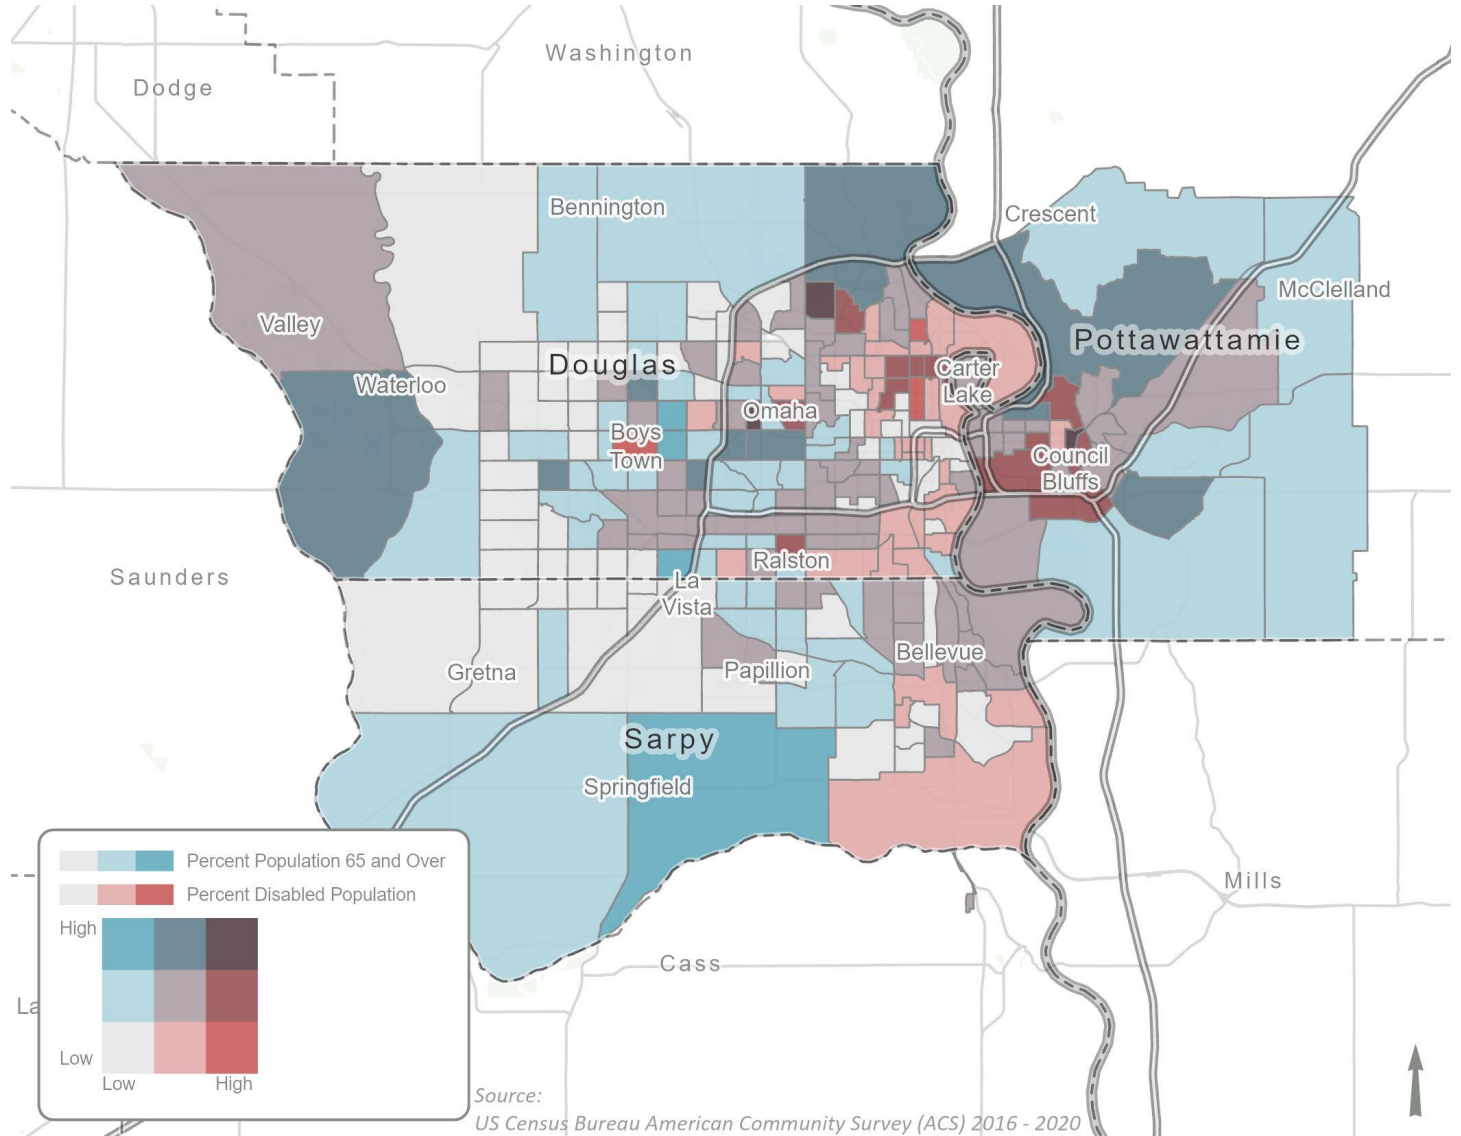 Washington
Dodge
Bennington
Crescent
McClelland
Valley
Pottawattamie
Douglas
Waterloo
Carter
Lake
Omaha
Boys
Town
Council
Bluffs
Ralston
Saunders
La
Vista
Bellevue
Gretna
Papillion
Sarpy
Springfield
Percent Population 65 and Over
Percent Disabled Population
Mills
High
Cass
La
Low
Low
High
Source:
US Census Bureau American Community Survey (ACS) 2016 - 2020